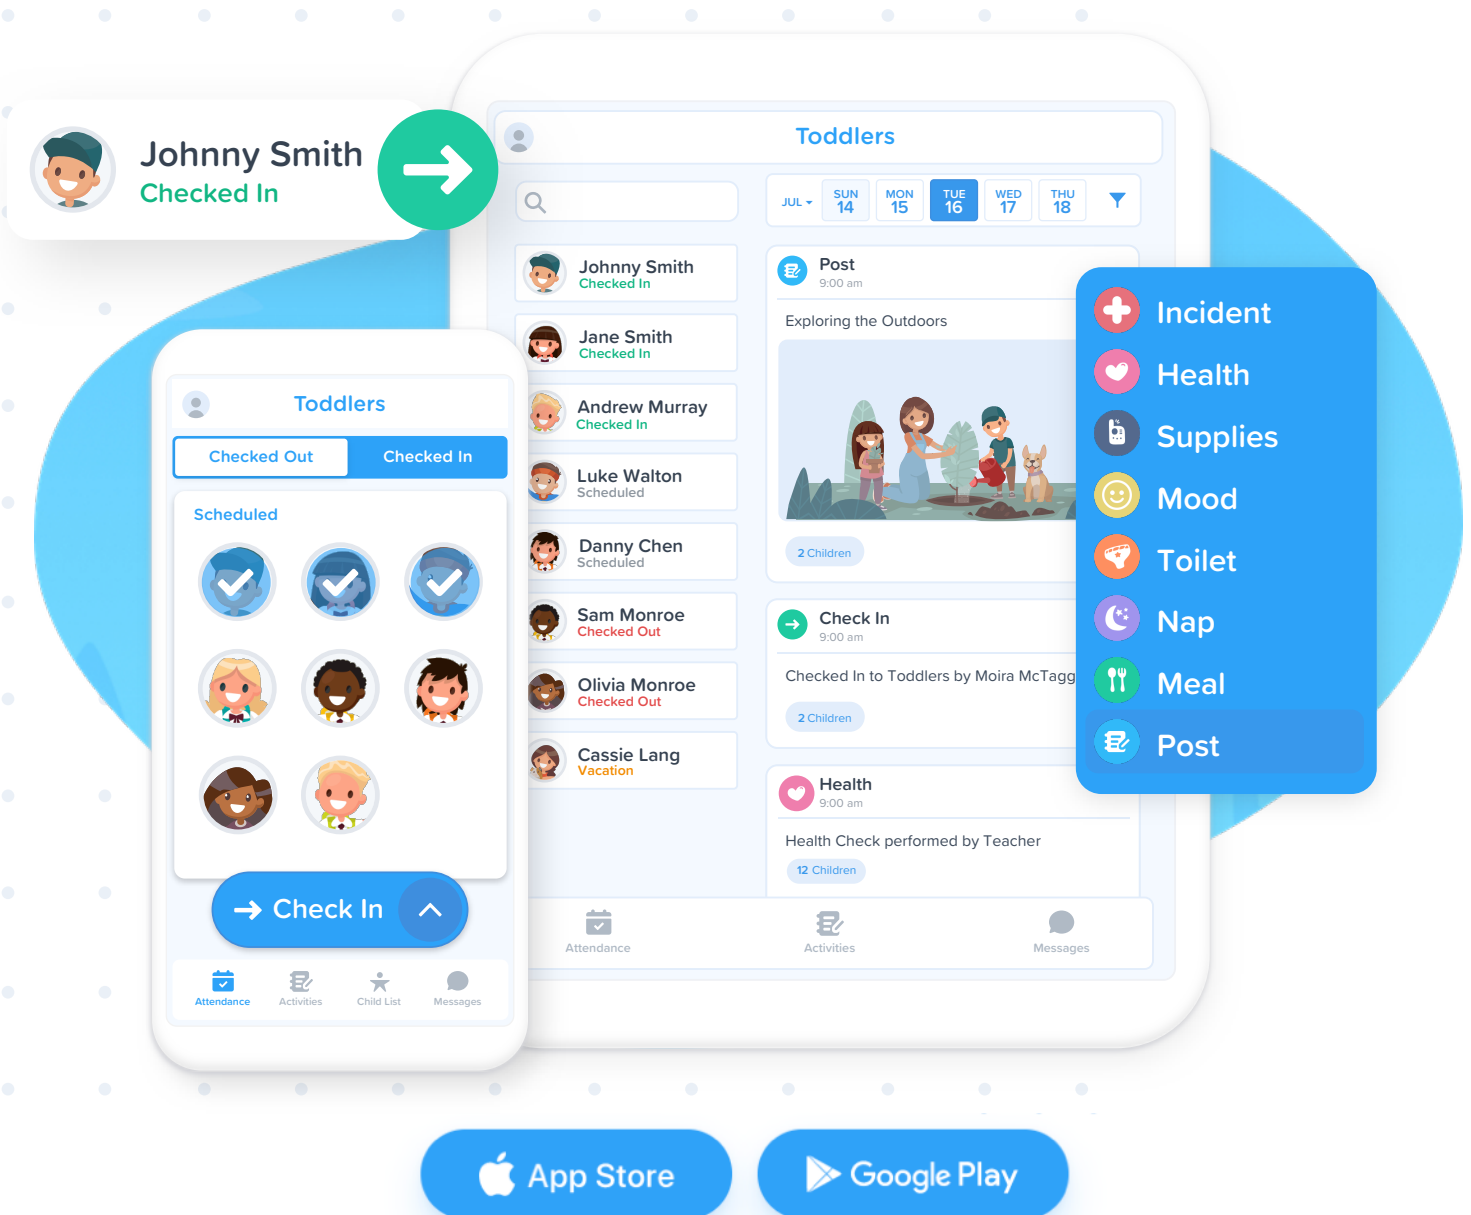 Johnny Smith
Checked In
Toddlers
JUL
SUN
14
MON
15
TUE
16
WED
17
THU
18
Johnny Smith
Checked In
Jane Smith
Checked In
Andrew Murray
Checked In
Luke Walton
Scheduled
Danny Chen
Scheduled
Sam Monroe
Checked Out
Olivia Monroe
Checked Out
Cassie Lang
Vacation
Post
9:00 am
Exploring the Outdoors
2 Children
Check In
9:00 am
Checked In to Toddlers by Moira McTagg
2 Children
Health
9:00 am
Health Check performed by Teacher
12 Children
Attendance
Activities
Messages
Incident
Health
Supplies
Mood
Toilet
Nap
Meal
Post
Toddlers
Checked Out
Checked In
Scheduled
Check In
Attendance
Activities
Child List
Messages
App Store
Google Play